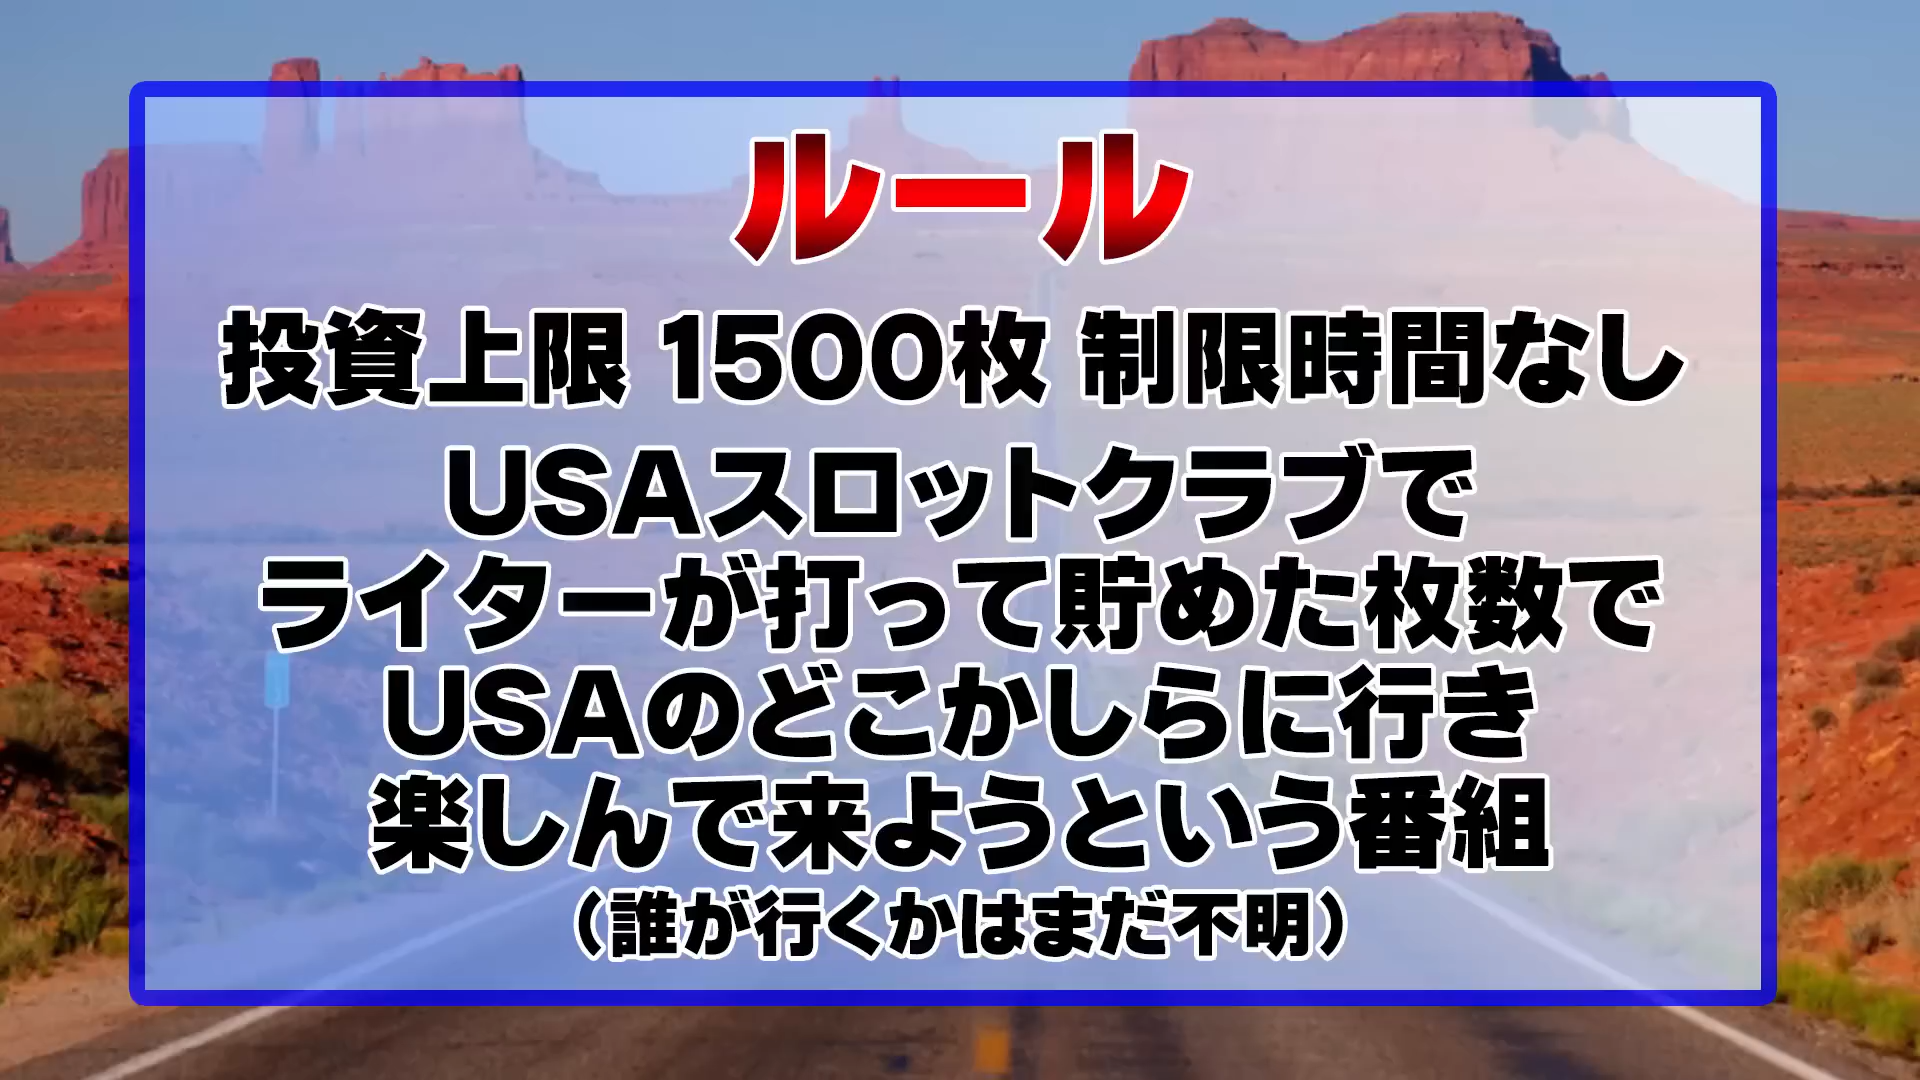 ルール
投資上限 1500枚 制限時間なし
USAスロットクラブで
ライターが打って貯めた枚数で
USAのどこかしらに行き
楽しんで来ようという番組
（誰が行くかはまだ不明）